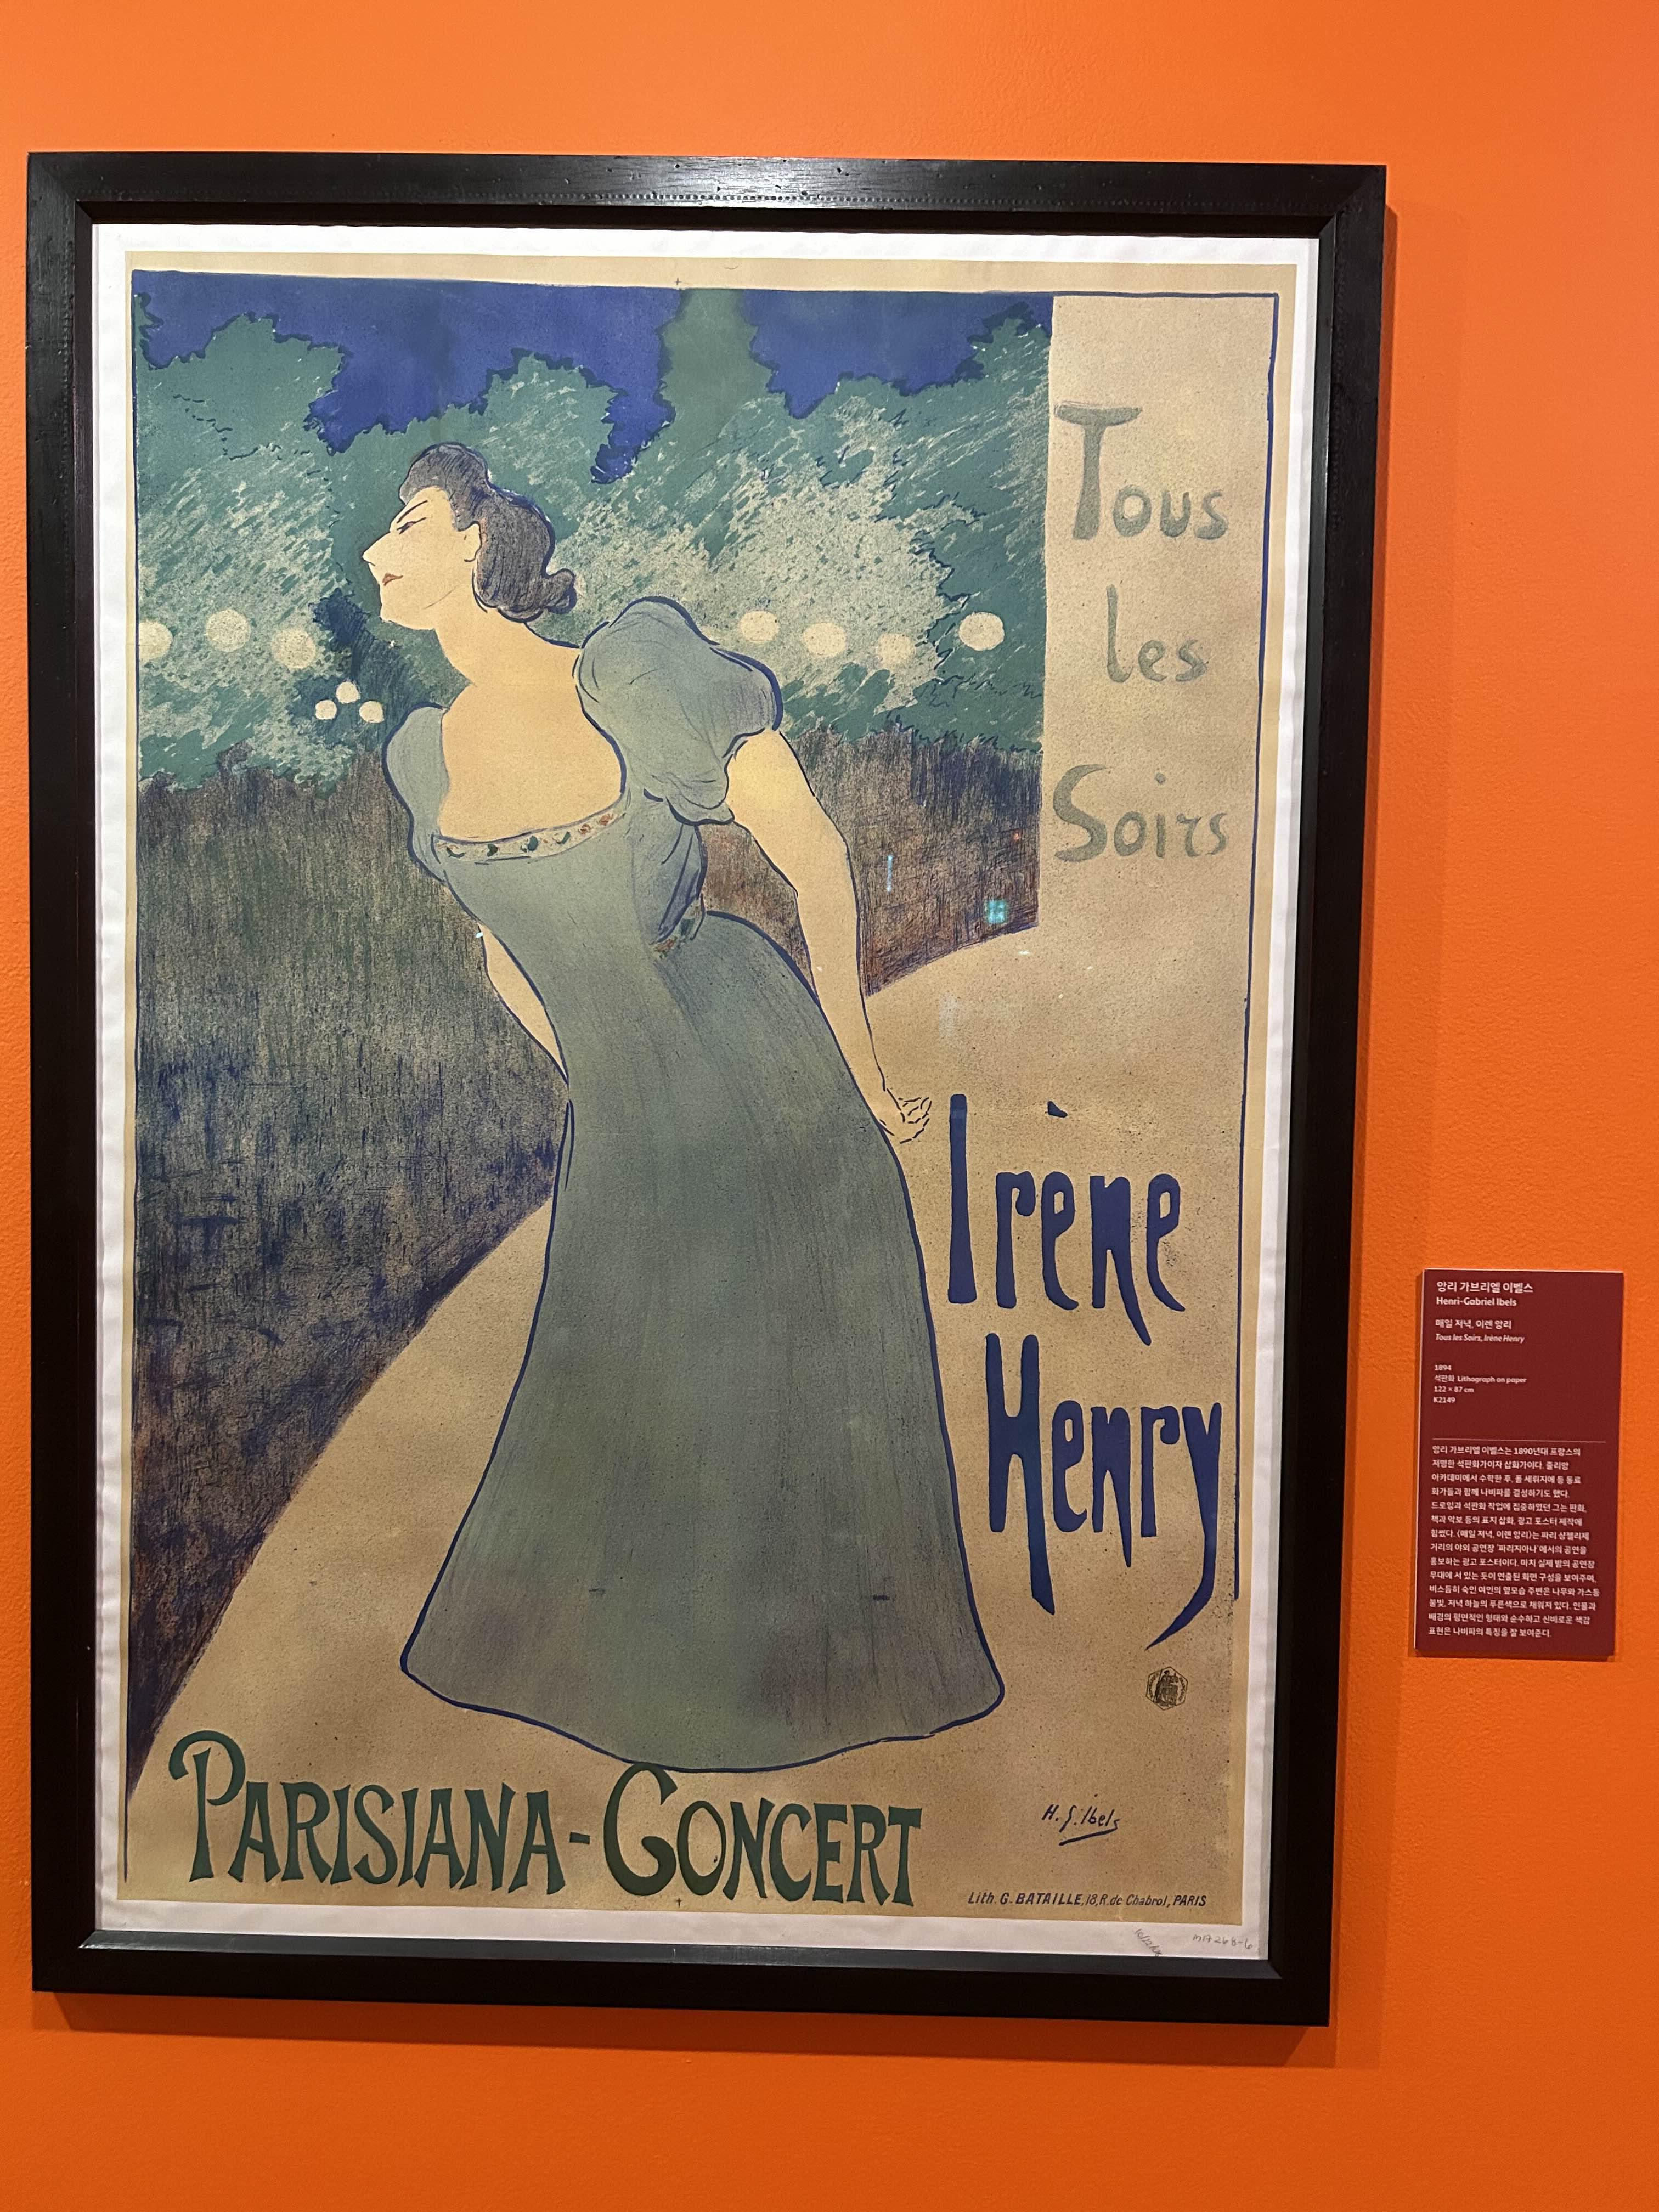 Tous
les
Soirs
Irène
Henry
PARISIANA-CONCERT
H.G.Ibels
Lith. G. BATAILLE, 18, R. de Chabrol, PARIS
앙리 가브리엘 이벨스
Henri-Gabriel Ibels
매일 저녁, 이렌 앙리
Tous les Soirs, Irène Henry
1894
석판화 Lithograph on paper
122 × 87 cm
K2149
앙리 가브리엘 이벨스는 1890년대 프랑스의
저명한 석판화가이자 삽화가이다. 줄리앙
아카데미에서 수학한 후, 폴 세뤼지에 등 동료
화가들과 함께 나비파를 결성하기도 했다.
드로잉과 석판화 작업에 집중하였던 그는 판화,
책과 악보 등의 표지 삽화, 광고 포스터 제작에
힘썼다. 〈매일 저녁, 이렌 앙리〉는 파리 샹젤리제
거리의 야외 공연장 '파리지아나'에서의 공연을
홍보하는 광고 포스터이다. 마치 실제 밤의 공연장
무대에 서 있는 듯이 연출된 화면 구성을 보여주며,
비스듬히 숙인 여인의 옆모습 주변은 나무와 가스등
불빛, 저녁 하늘의 푸른색으로 채워져 있다. 인물과
배경의 평면적인 형태와 순수하고 신비로운 색감
표현은 나비파의 특징을 잘 보여준다.